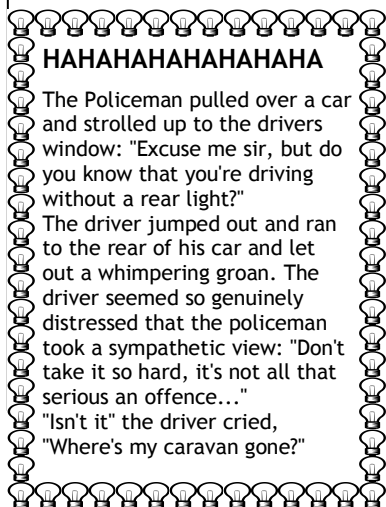 HAHAHAHAHAHAHAHA
The Policeman pulled over a car
and strolled up to the drivers
window: "Excuse me sir, but do
you know that you're driving
without a rear light?"
The driver jumped out and ran
to the rear of his car and let
out a whimpering groan. The
driver seemed so genuinely
distressed that the policeman
took a sympathetic view: "Don't
take it so hard, it's not all that
serious an offence..."
"Isn't it" the driver cried,
"Where's my caravan gone?"